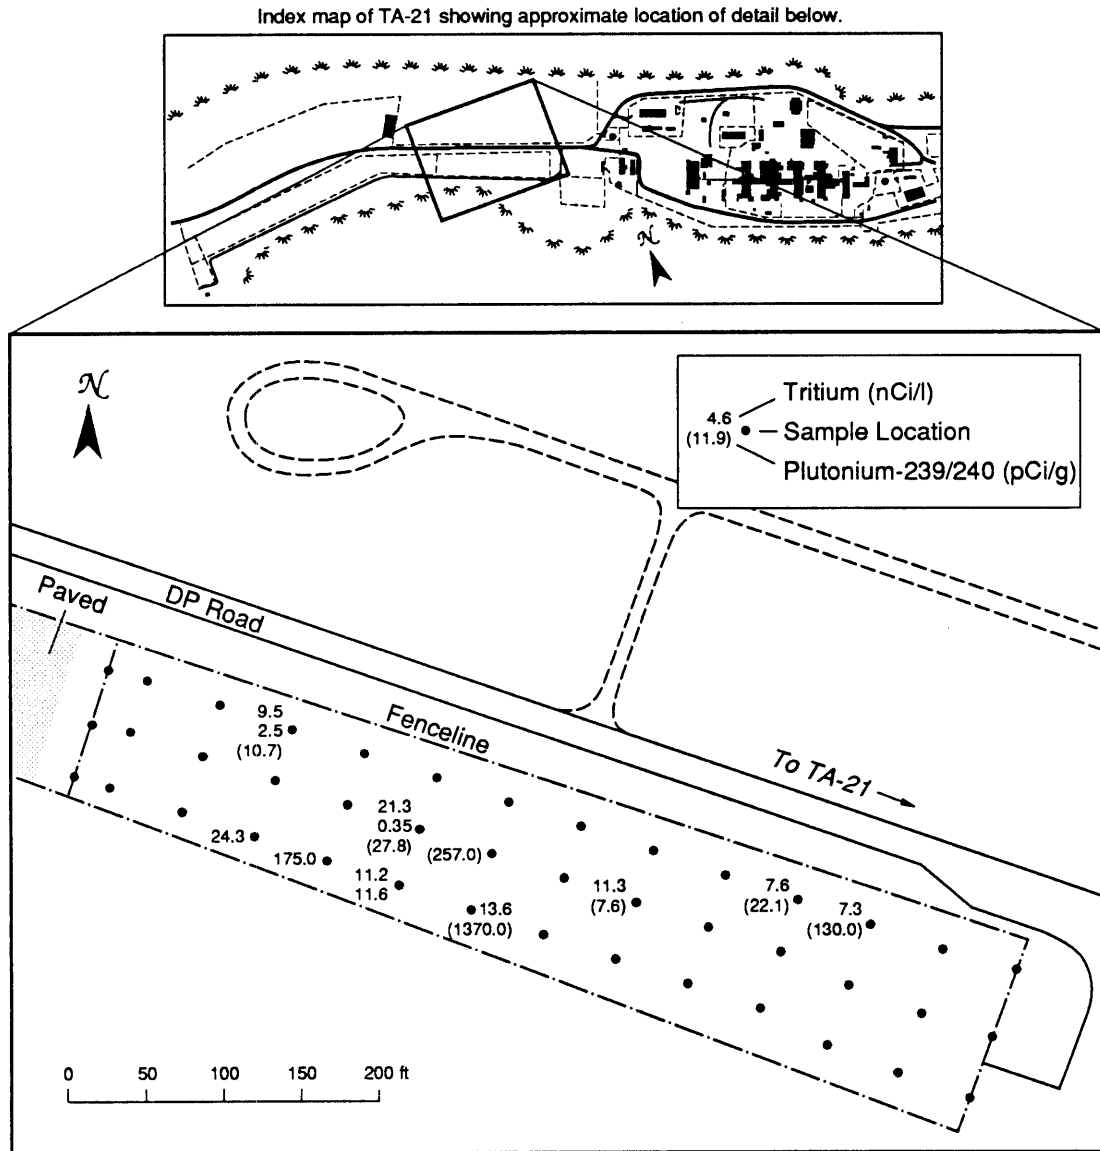 Index map of TA-21 showing approximate location of detail below.
N
N
4.6
(11.9)
Tritium (nCi/l)
Sample Location
Plutonium-239/240 (pCi/g)
Paved
DP Road
Fenceline
To TA-21
9.5
2.5
(10.7)
21.3
0.35
(27.8)
(257.0)
24.3
175.0
11.2
11.6
13.6
(1370.0)
11.3
(7.6)
7.6
(22.1)
7.3
(130.0)
0 50 100 150 200 ft